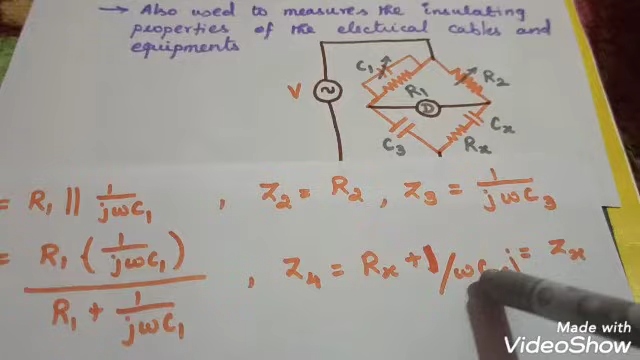 → Also used to measures the insulating
properties of the electrical cables and
equipments
C1
R2
R1
V
~
D
Cx
C3
Rx
= R1 || 1/jωC1 , Z2 = R2 , Z3 = 1/jωC3
= R1 (1/jωC1) / R1 + 1/jωC1 , Z4 = Rx + 1/ωC j = Zx
Made with
VideoShow